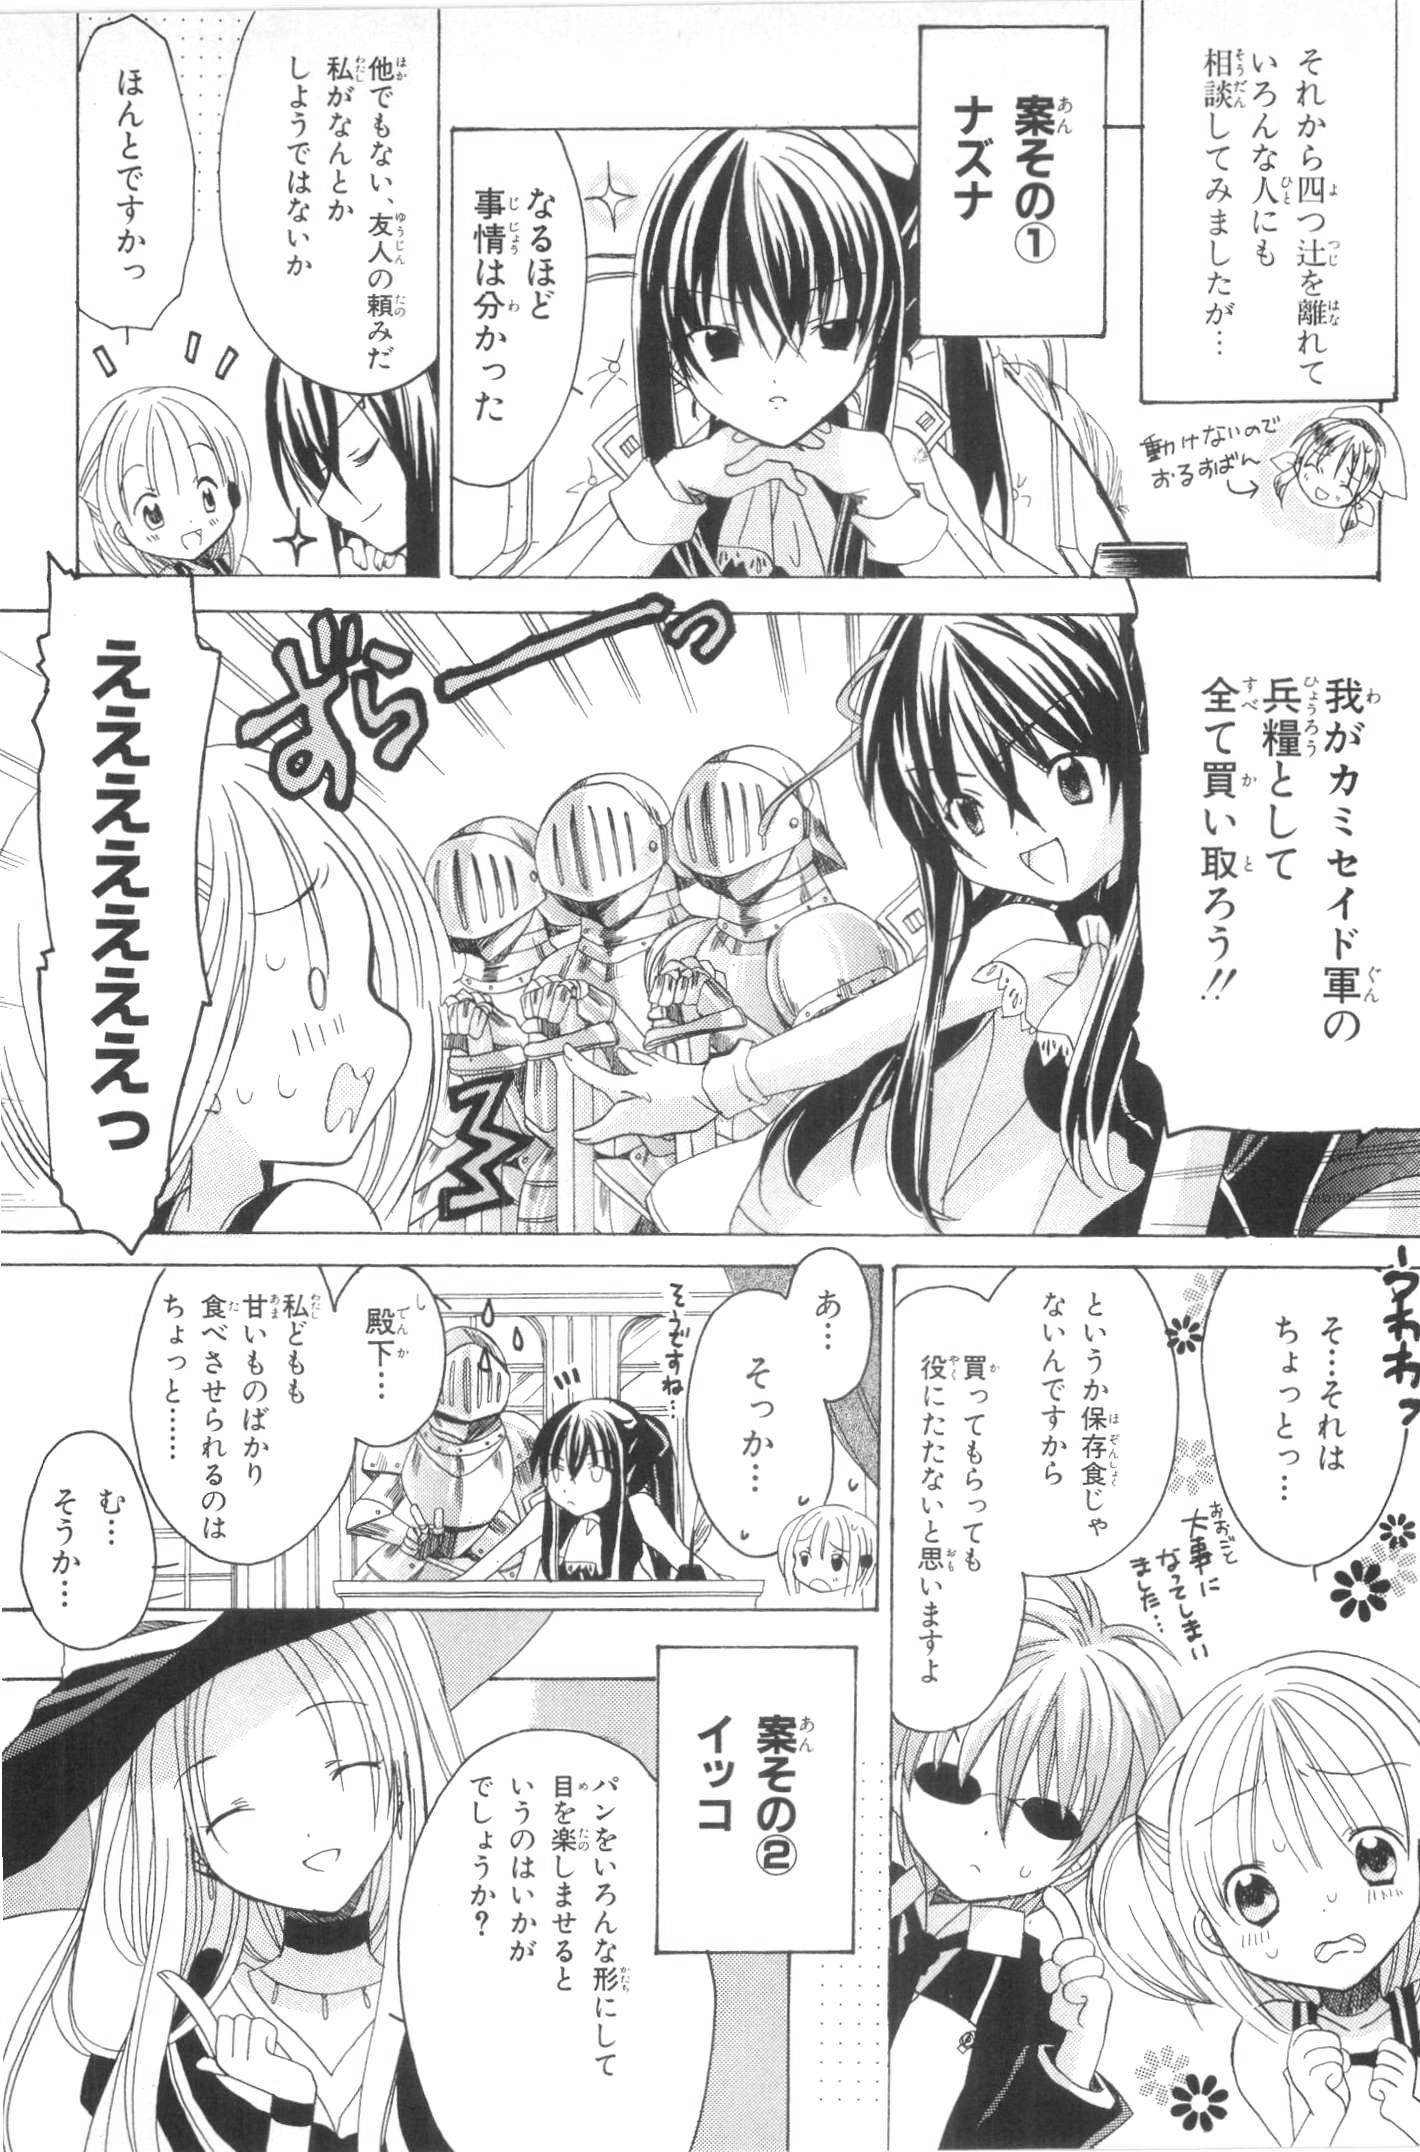 それから四つ辻を離れて
いろんな人にも
相談してみましたが…
動けないので
おるすばん
案その①
ナズナ
なるほど
事情は分かった
他でもない、友人の頼みだ
私がなんとか
しようではないか
ほんとですかっ
我がカミセイド軍の
兵糧として
全て買い取ろう!!
ずらーーっ
えええええええええっ
うわわっ
そ…それは
ちょっとっ…
大事に
なってしまい
ました…
というか保存食じゃ
ないんですから
買ってもらっても
役にたたないと思いますよ
あ…
そっか…
そうですね…
し
殿下…
私どもも
甘いものばかり
食べさせられるのは
ちょっと……
む…
そうか…
案その②
イッコ
パンをいろんな形にして
目を楽しませると
いうのはいかが
でしょうか?